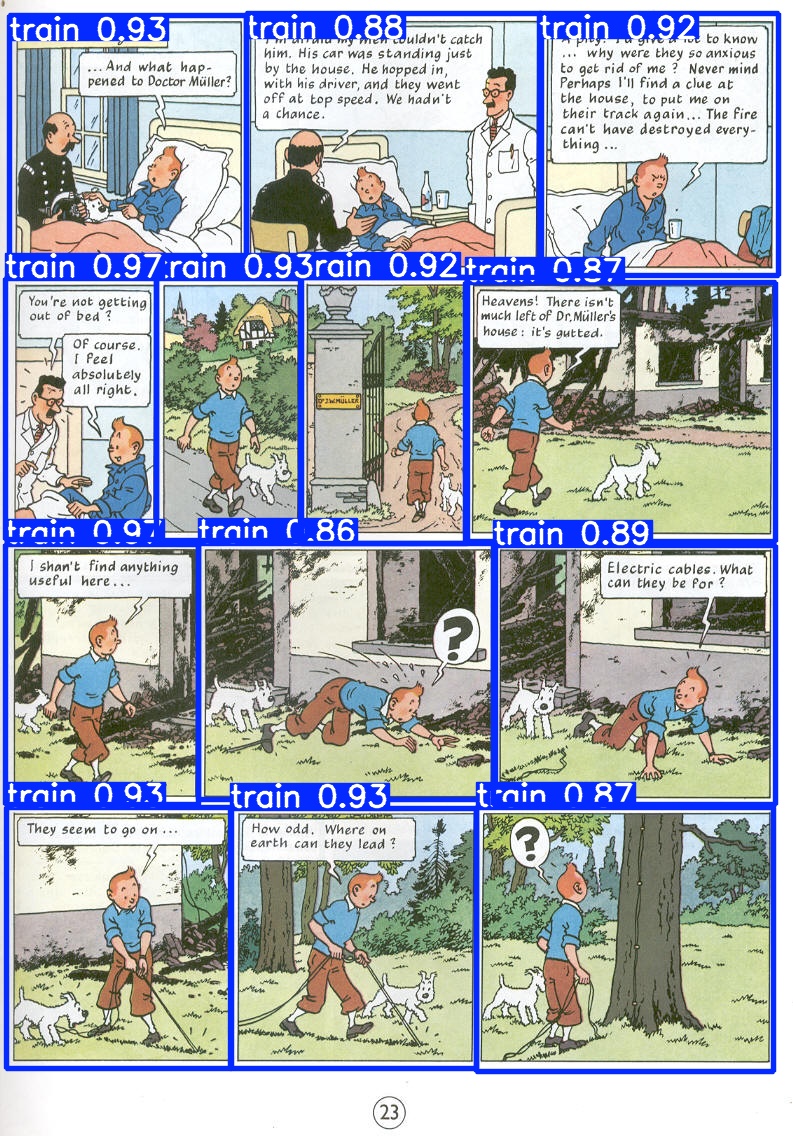 train 0.93
train 0.88
train 0.92
...And what hap-
pened to Doctor Müller?
I'm afraid my men couldn't catch
him. His car was standing just
by the house. He hopped in,
with his driver, and they went
off at top speed. We hadn't
a chance.
A pity. I'd give a lot to know
... why were they so anxious
to get rid of me? Never mind
Perhaps I'll find a clue at
the house, to put me on
their track again... The fire
can't have destroyed every-
thing...
train 0.97
rain 0.93
rain 0.92
train 0.87
You're not getting
out of bed?
Of course.
I feel
absolutely
all right.
Dr J.W. MÜLLER
Heavens! There isn't
much left of Dr. Müller's
house: it's gutted.
train 0.97
train 0.86
train 0.89
I shan't find anything
useful here...
?
Electric cables. What
can they be for?
train 0.93
train 0.93
train 0.87
They seem to go on ...
How odd. Where on
earth can they lead?
?
23